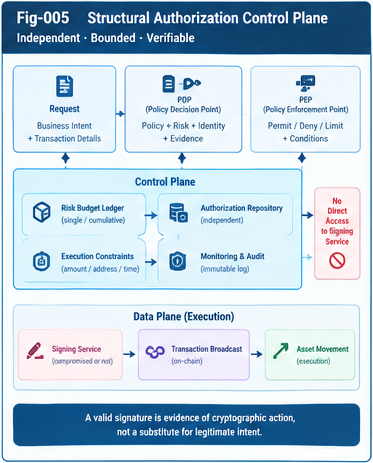 Fig-005 Structural Authorization Control Plane
Independent · Bounded · Verifiable
Request
Business Intent
+ Transaction Details
PDP
(Policy Decision Point)
Policy + Risk + Identity
+ Evidence
PEP
(Policy Enforcement Point)
Permit / Deny / Limit
+ Conditions
Control Plane
Risk Budget Ledger
(single / cumulative)
Authorization Repository
(independent)
Execution Constraints
(amount / address / time)
Monitoring & Audit
(immutable log)
No
Direct
Access
to Signing
Service
Data Plane (Execution)
Signing Service
(compromised or not)
Transaction Broadcast
(on-chain)
Asset Movement
(execution)
A valid signature is evidence of cryptographic action,
not a substitute for legitimate intent.